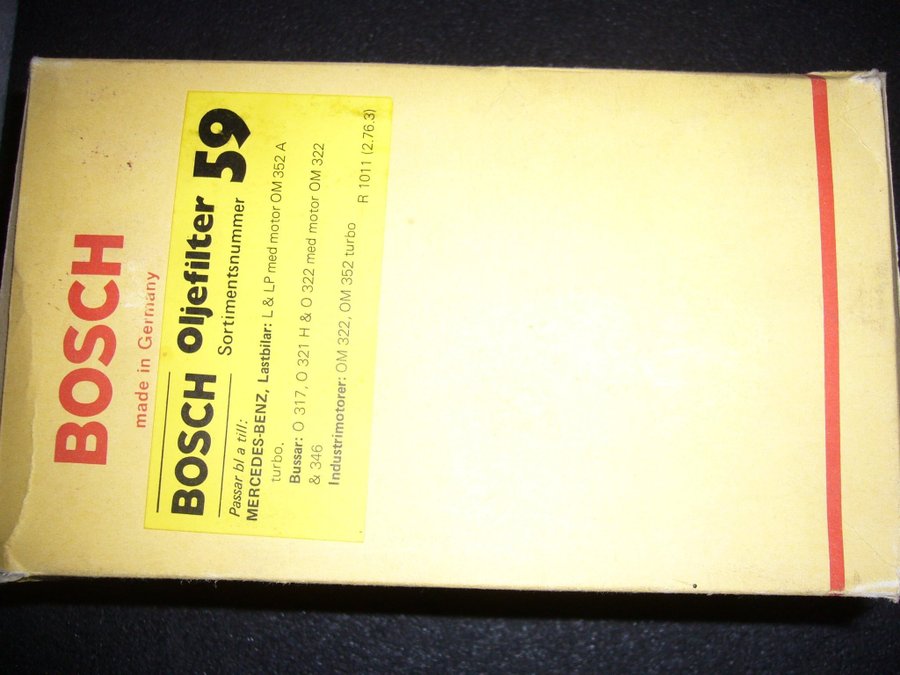 BOSCH
made in Germany
BOSCH Oljefilter 59
Sortimentsnummer
Passar bl a till:
MERCEDES-BENZ, Lastbilar: L & LP med motor OM 352 A
turbo.
Bussar: O 317, O 321 H & O 322 med motor OM 322
& 346
Industrimotorer: OM 322, OM 352 turbo
R 1011 (2.76.3)